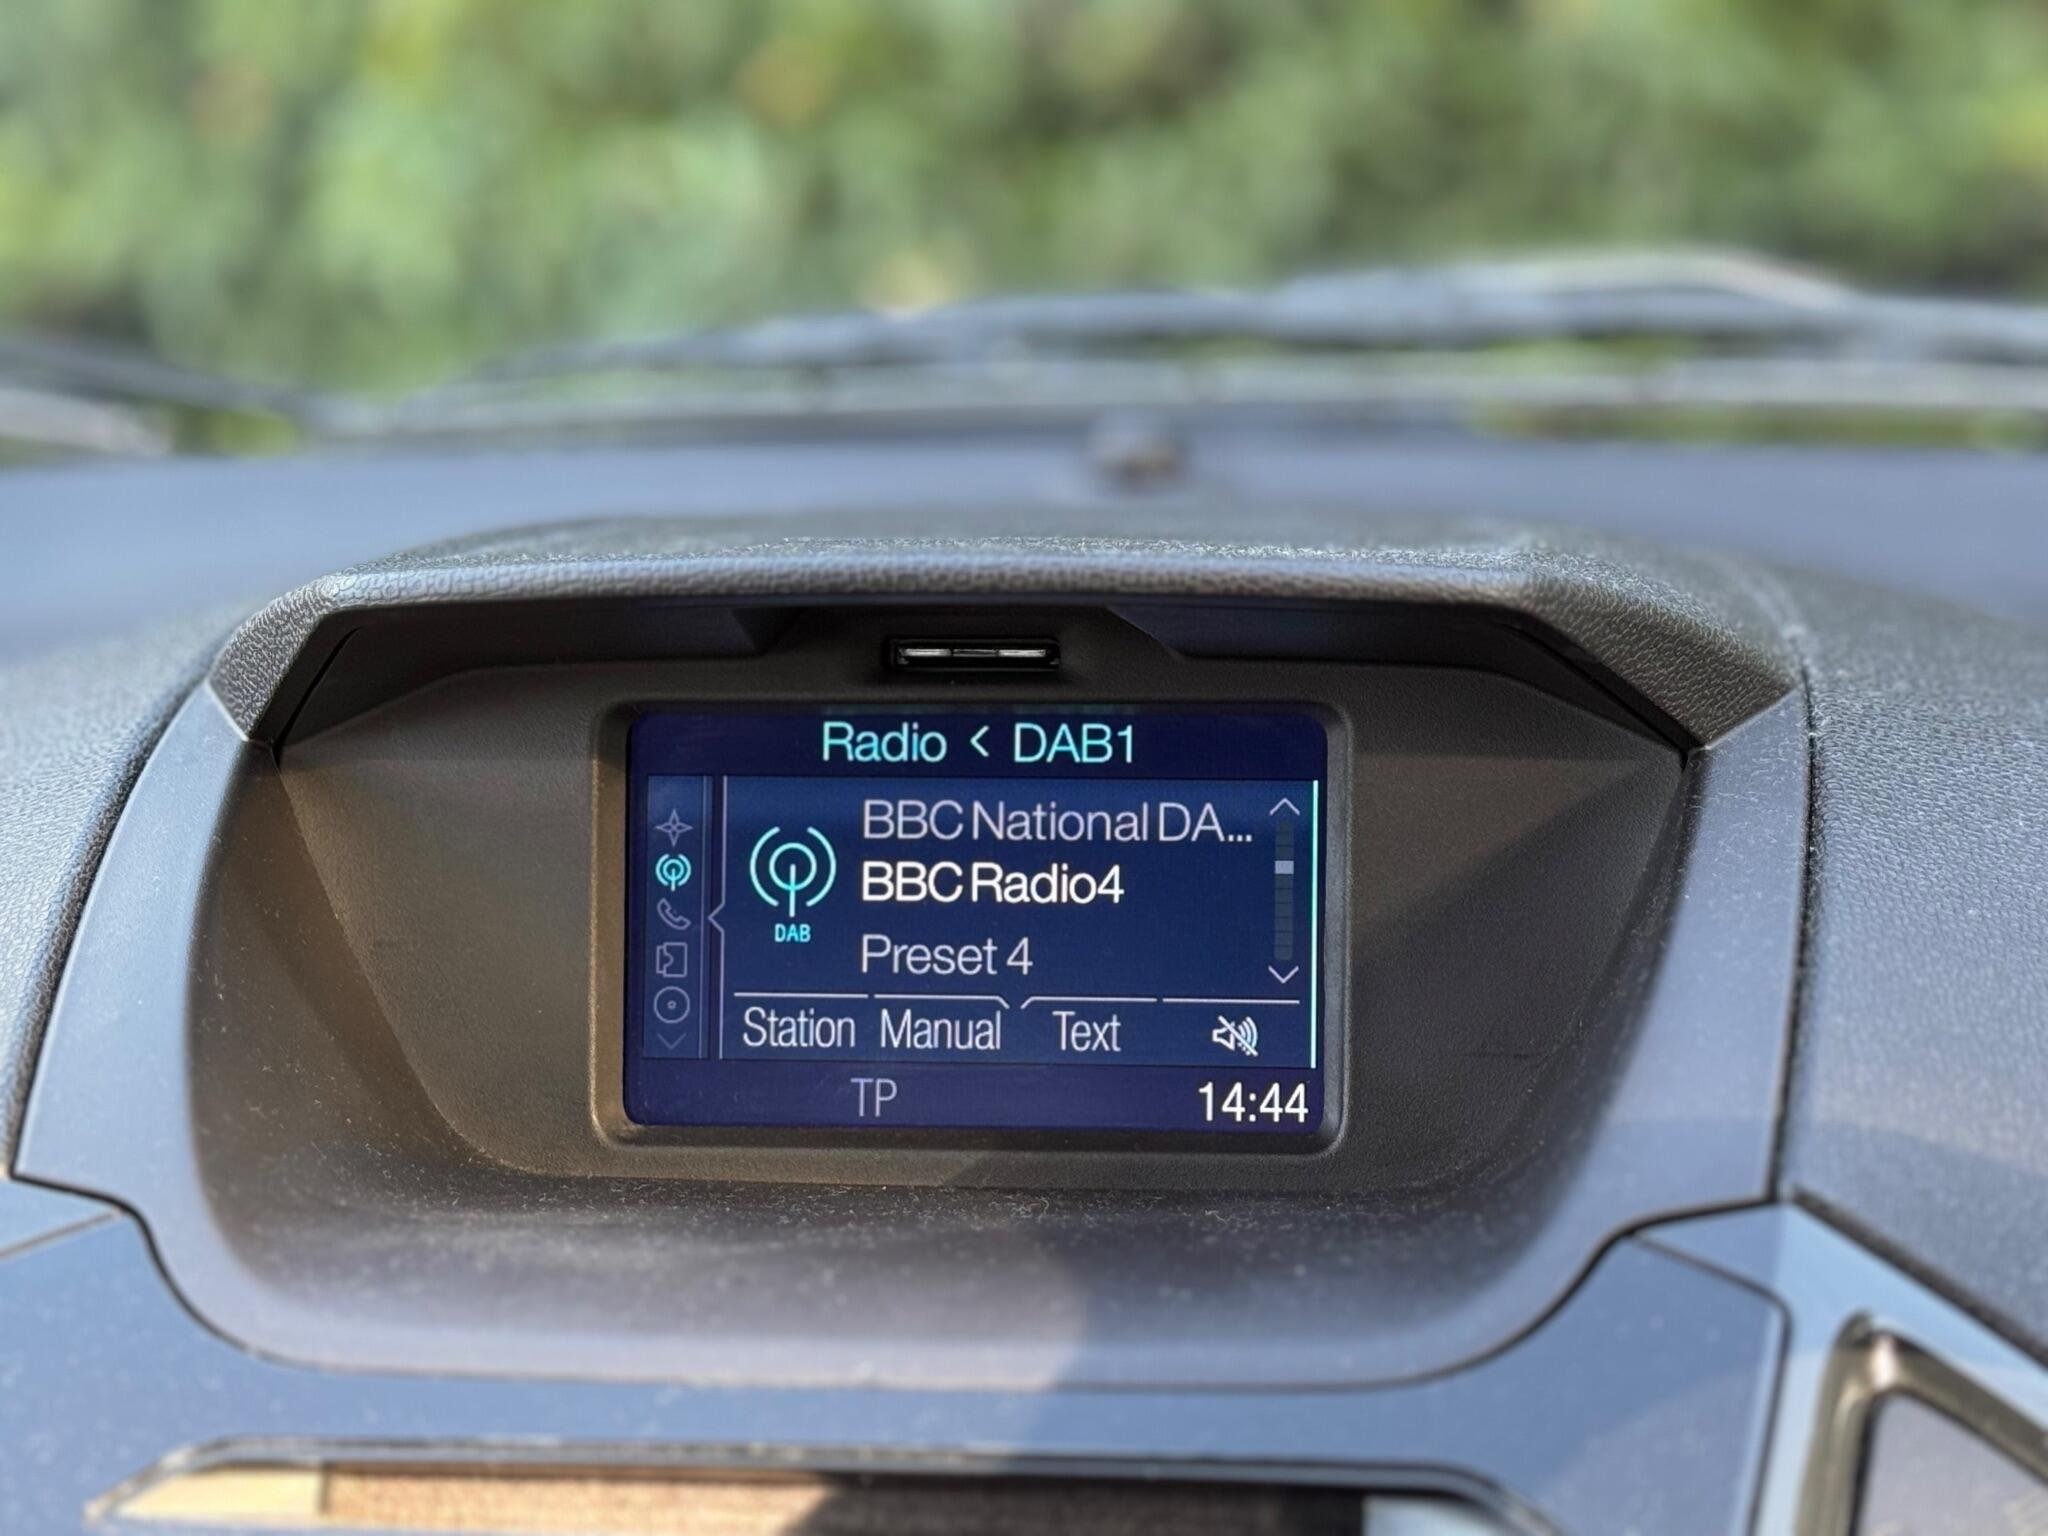 Radio < DAB1
BBC National DA...
BBC Radio4
DAB
Preset 4
Station Manual Text
TP 14:44